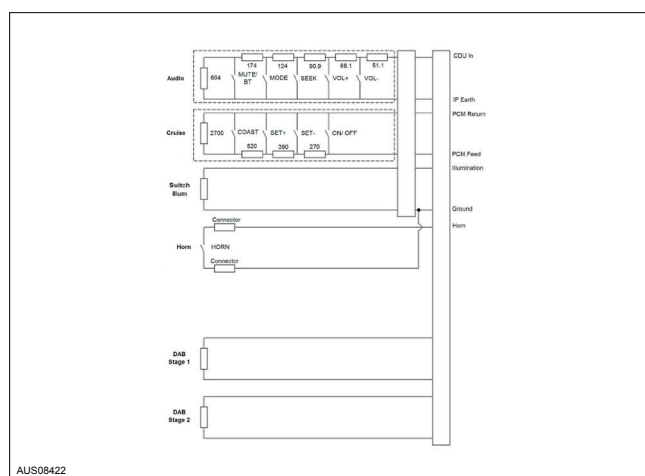 174 124 90.9 68.1 51.1
CDU In
Audio
604
MUTE/
BT
MODE
SEEK
VOL+
VOL-
IP Earth
PCM Return
Cruise
2700
COAST
SET+
SET-
ON/ OFF
820 390 270
PCM Feed
Illumination
Switch
Illum
Ground
Connector
Horn
Horn
HORN
Connector
DAB
Stage 1
DAB
Stage 2
AUS08422